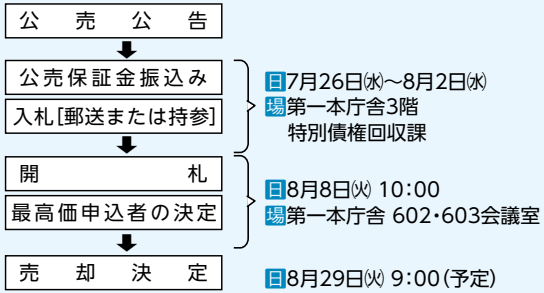 公売公告
公売保証金振込み
入札[郵送または持参]
日7月26日㈬~8月2日㈬
場第一本庁舎3階
特別債権回収課
開札
最高価申込者の決定
日8月8日㈫ 10:00
場第一本庁舎 602・603会議室
売却決定
日8月29日㈫ 9:00(予定)